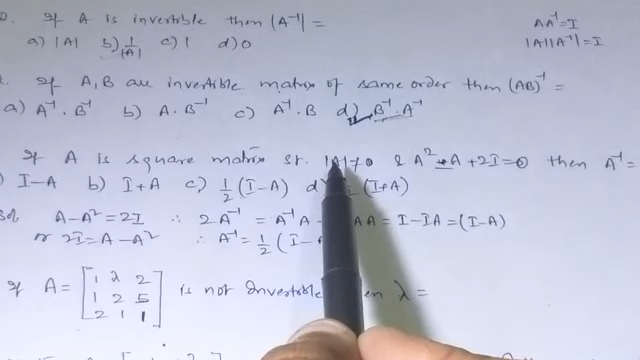 If A is invertible then |A⁻¹| =
AA⁻¹=I
a) |A| b) 1/|A| c) 1 d) 0
|A||A⁻¹|=I
If A,B are invertible matrix of same order then (AB)⁻¹ =
a) A⁻¹.B⁻¹ b) A.B⁻¹ c) A⁻¹.B d) B⁻¹.A⁻¹
If A is square matrix st. |A|≠0 & A²-A+2I=0 then A⁻¹=
) I-A b) I+A c) 1/2(I-A) d) (I+A)
Sol A-A²=2I ∴ 2A⁻¹ = A⁻¹A - AA = I-IA=(I-A)
or 2I=A-A² ∴ A⁻¹=1/2(I-
If A= [1 2 2
1 2 5
2 1 1] is not Invertible then λ=